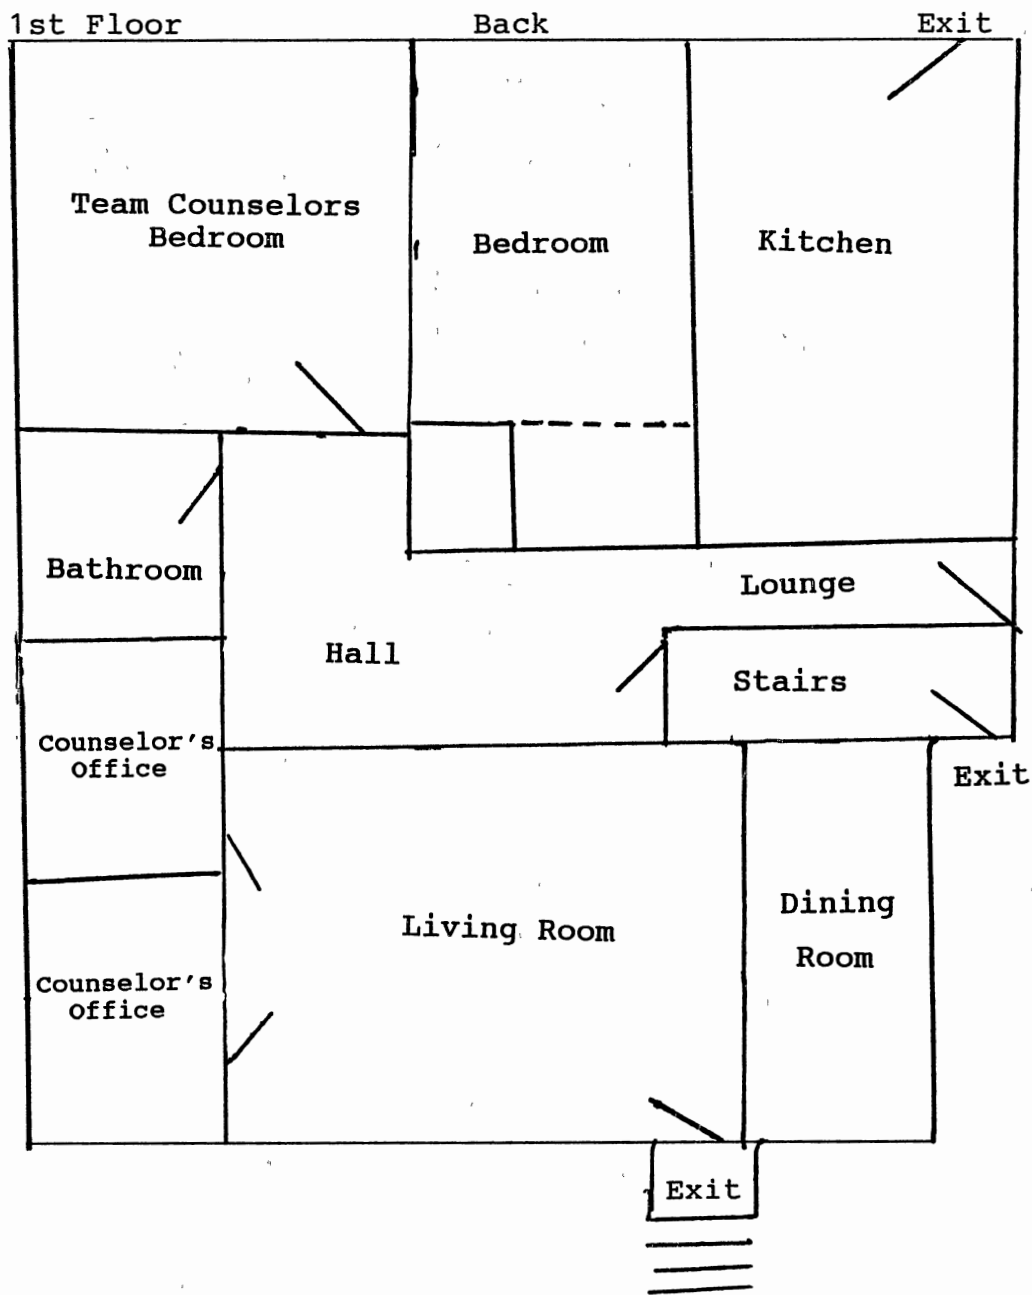 1st Floor
Back
Exit
Team Counselors
Bedroom
Bedroom
Kitchen
Bathroom
Lounge
Hall
Stairs
Counselor's
Office
Exit
Living Room
Dining
Room
Counselor's
Office
Exit